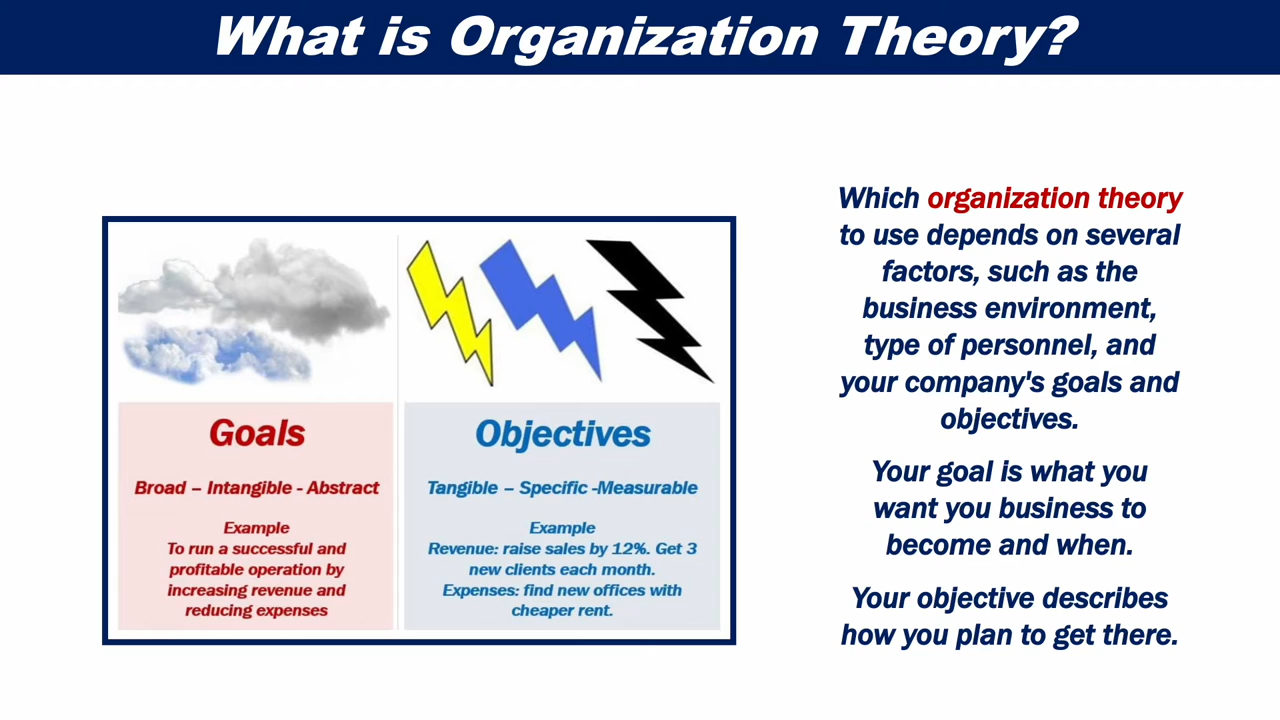 What is Organization Theory?
Goals
Broad – Intangible - Abstract
Example
To run a successful and
profitable operation by
increasing revenue and
reducing expenses
Objectives
Tangible – Specific -Measurable
Example
Revenue: raise sales by 12%. Get 3
new clients each month.
Expenses: find new offices with
cheaper rent.
Which organization theory
to use depends on several
factors, such as the
business environment,
type of personnel, and
your company's goals and
objectives.
Your goal is what you
want you business to
become and when.
Your objective describes
how you plan to get there.